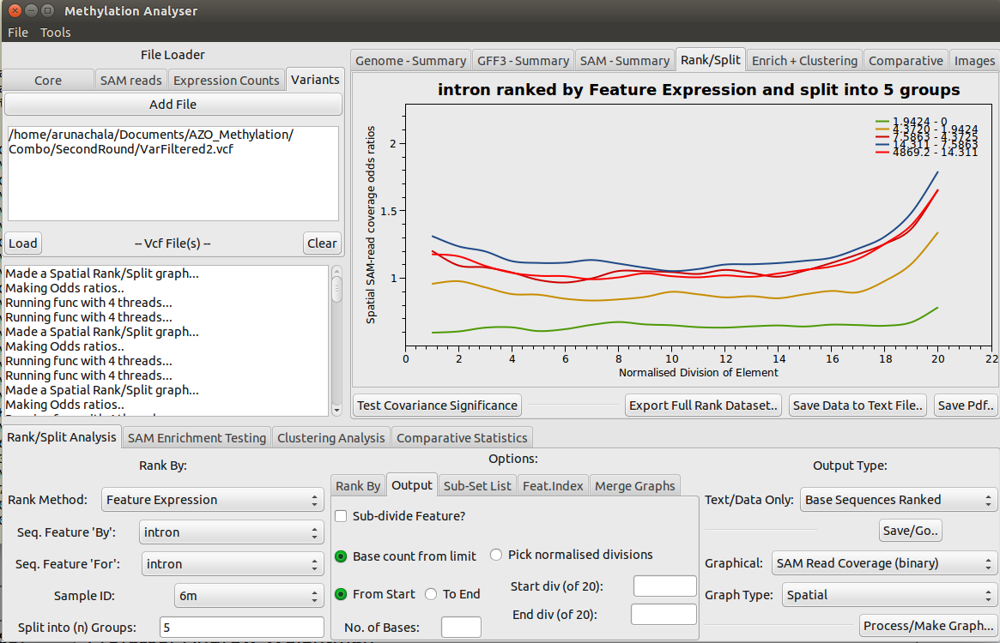 Methylation Analyser
File Tools
File Loader
Core SAM reads Expression Counts Variants
Add File
/home/arunachala/Documents/AZO_Methylation/
Combo/SecondRound/VarFiltered2.vcf
Load -- Vcf File(s) -- Clear
Made a Spatial Rank/Split graph...
Making Odds ratios..
Running func with 4 threads...
Running func with 4 threads...
Made a Spatial Rank/Split graph...
Making Odds ratios..
Running func with 4 threads...
Running func with 4 threads...
Made a Spatial Rank/Split graph...
Making Odds ratios..
Genome - Summary GFF3 - Summary SAM - Summary Rank/Split Enrich + Clustering Comparative Images
intron ranked by Feature Expression and split into 5 groups
1.9424 - 0
4.3720 - 1.9424
7.5863 - 4.3725
14.311 - 7.5863
4869.2 - 14.311
Spatial SAM-read coverage odds ratios
2
1.5
1
0 2 4 6 8 10 12 14 16 18 20 22
Normalised Division of Element
Test Covariance Significance Export Full Rank Dataset.. Save Data to Text File.. Save Pdf..
Rank/Split Analysis SAM Enrichment Testing Clustering Analysis Comparative Statistics
Rank By:
Rank Method: Feature Expression
Seq. Feature 'By': intron
Seq. Feature 'For': intron
Sample ID: 6m
Split into (n) Groups: 5
Options:
Rank By Output Sub-Set List Feat.Index Merge Graphs
Sub-divide Feature?
Base count from limit Pick normalised divisions
From Start To End Start div (of 20):
No. of Bases: End div (of 20):
Output Type:
Text/Data Only: Base Sequences Ranked
Save/Go..
Graphical: SAM Read Coverage (binary)
Graph Type: Spatial
Process/Make Graph...